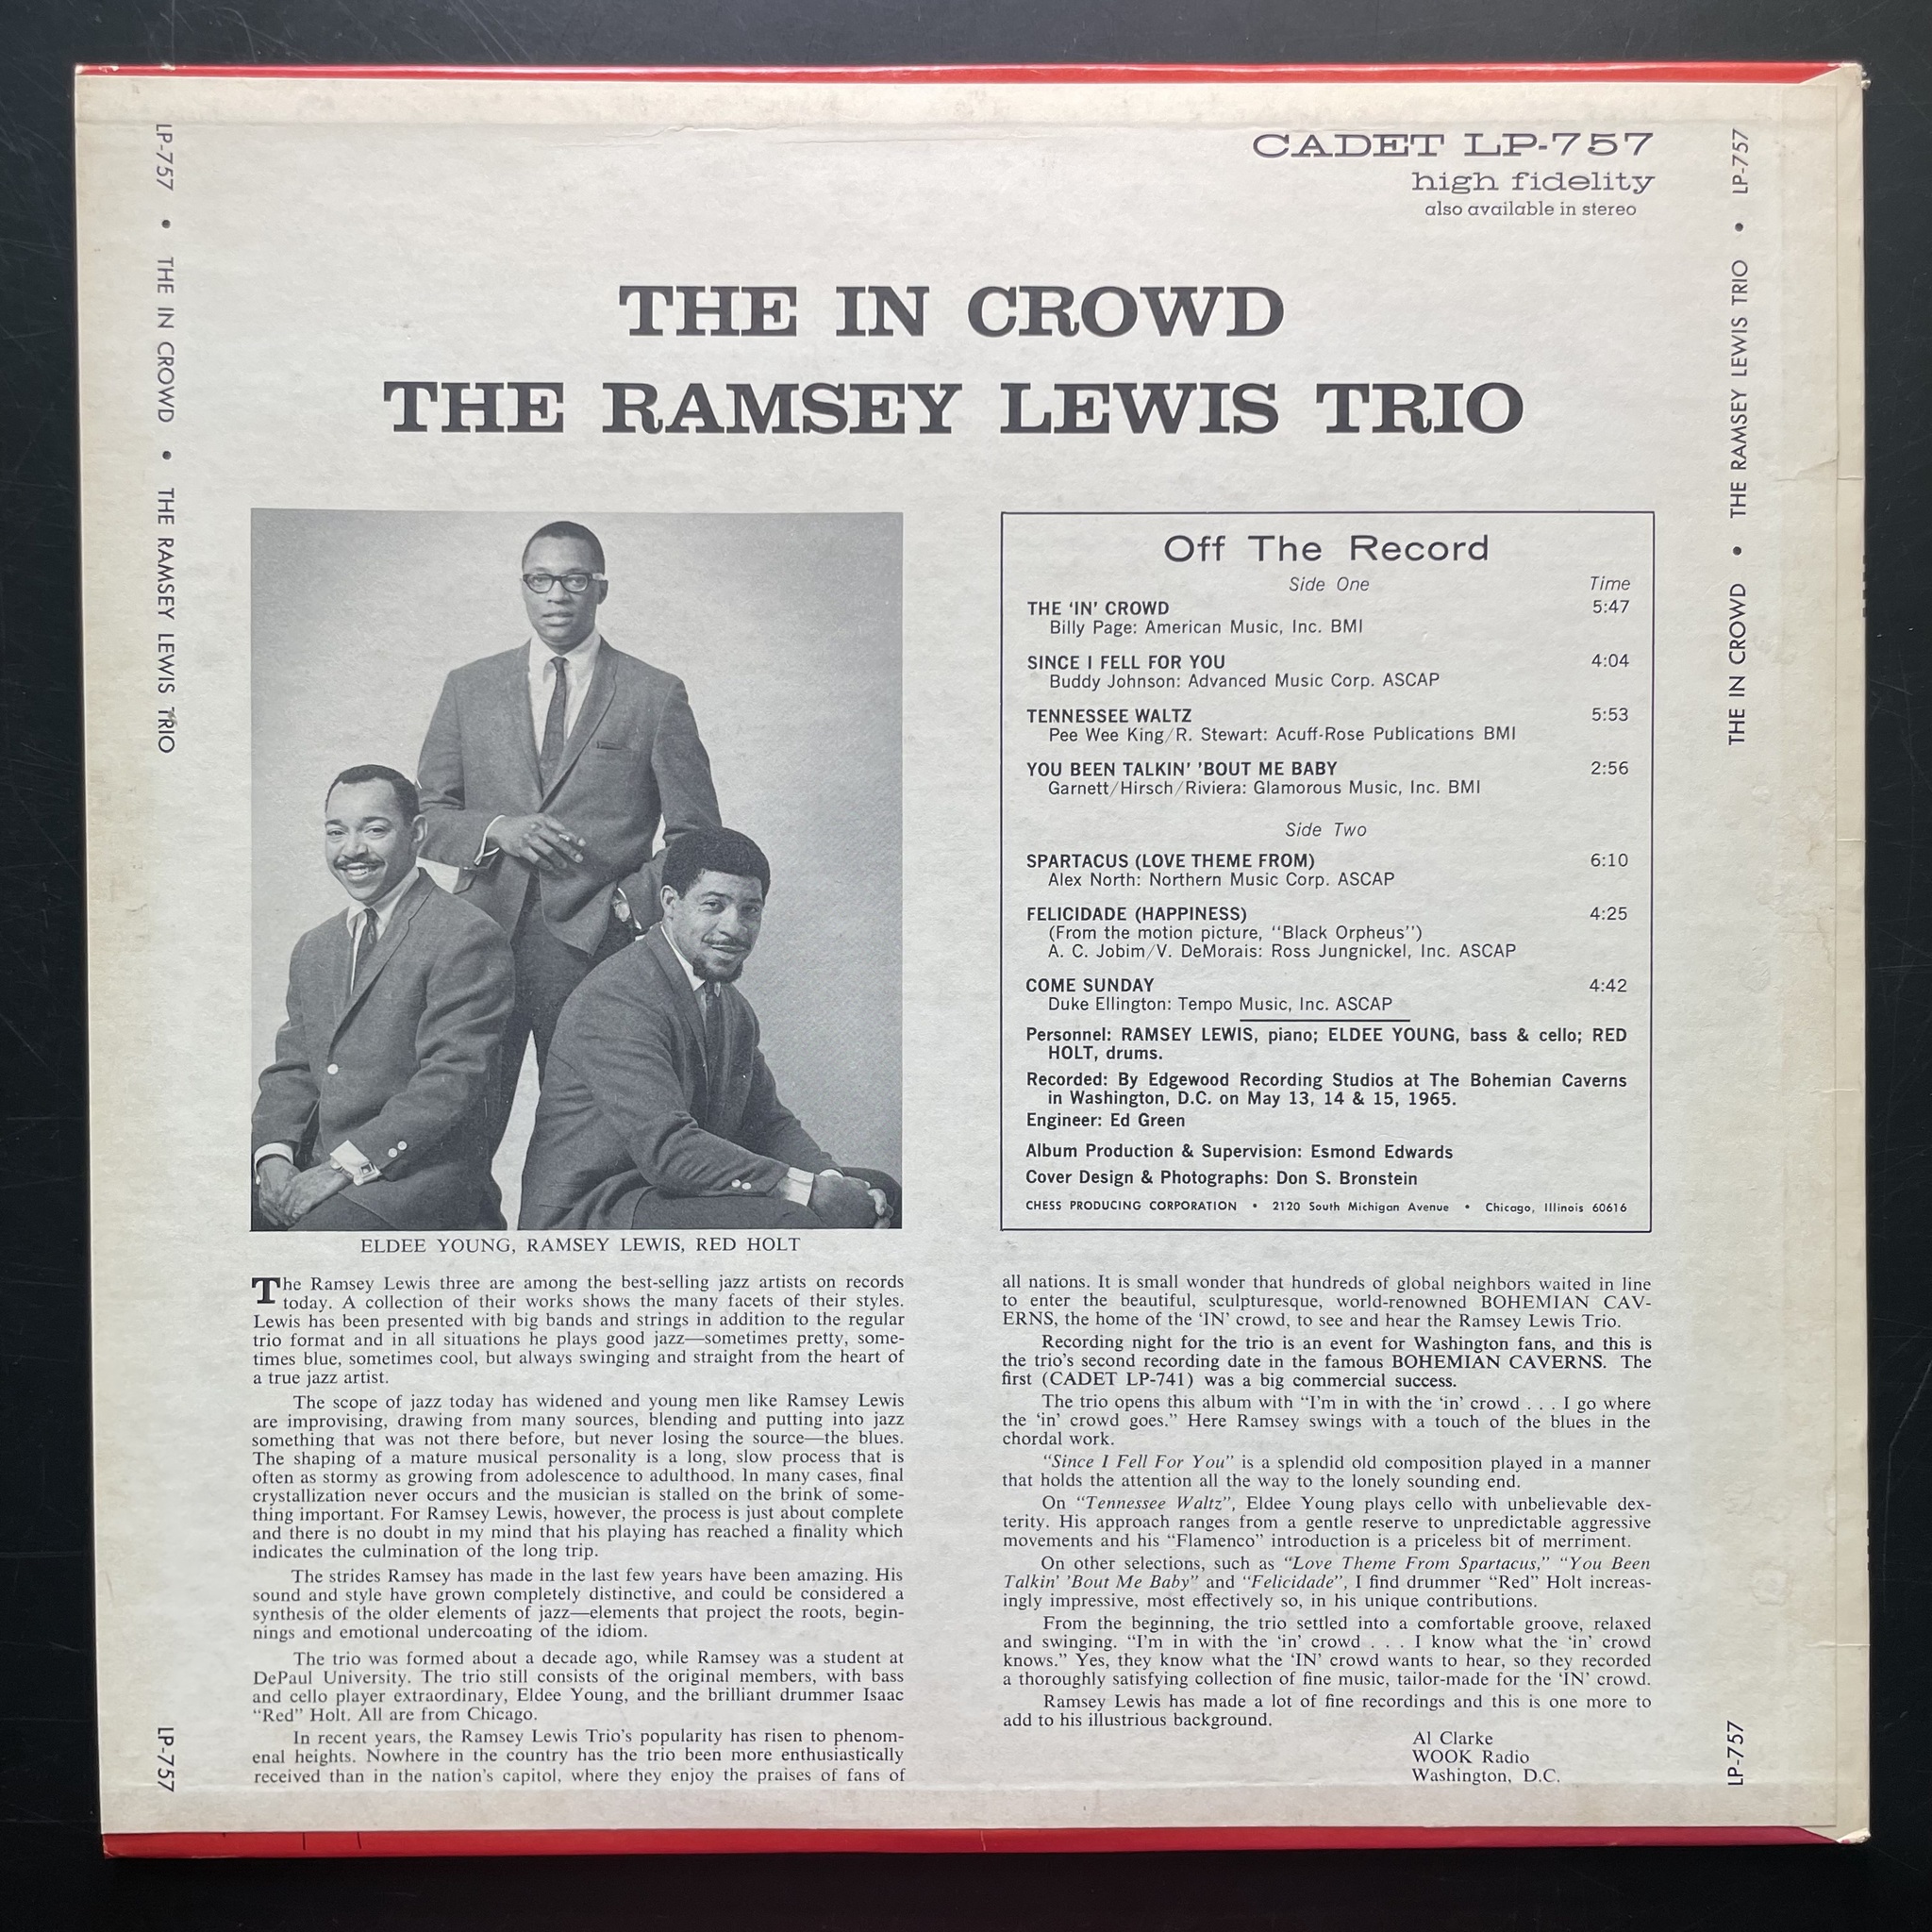 CADET LP-757
high fidelity
also available in stereo
THE IN CROWD
THE RAMSEY LEWIS TRIO
LP-757 • THE IN CROWD • THE RAMSEY LEWIS TRIO
LP-757
THE IN CROWD • THE RAMSEY LEWIS TRIO • LP-757
LP-757
Off The Record
Side One Time
THE ‘IN’ CROWD 5:47
Billy Page: American Music, Inc. BMI
SINCE I FELL FOR YOU 4:04
Buddy Johnson: Advanced Music Corp. ASCAP
TENNESSEE WALTZ 5:53
Pee Wee King/R. Stewart: Acuff-Rose Publications BMI
YOU BEEN TALKIN’ ’BOUT ME BABY 2:56
Garnett/Hirsch/Riviera: Glamorous Music, Inc. BMI
Side Two
SPARTACUS (LOVE THEME FROM) 6:10
Alex North: Northern Music Corp. ASCAP
FELICIDADE (HAPPINESS) 4:25
(From the motion picture, “Black Orpheus”)
A. C. Jobim/V. DeMorais: Ross Jungnickel, Inc. ASCAP
COME SUNDAY 4:42
Duke Ellington: Tempo Music, Inc. ASCAP
Personnel: RAMSEY LEWIS, piano; ELDEE YOUNG, bass & cello; RED
HOLT, drums.
Recorded: By Edgewood Recording Studios at The Bohemian Caverns
in Washington, D.C. on May 13, 14 & 15, 1965.
Engineer: Ed Green
Album Production & Supervision: Esmond Edwards
Cover Design & Photographs: Don S. Bronstein
CHESS PRODUCING CORPORATION • 2120 South Michigan Avenue • Chicago, Illinois 60616
ELDEE YOUNG, RAMSEY LEWIS, RED HOLT
The Ramsey Lewis three are among the best-selling jazz artists on records
today. A collection of their works shows the many facets of their styles.
Lewis has been presented with big bands and strings in addition to the regular
trio format and in all situations he plays good jazz—sometimes pretty, some-
times blue, sometimes cool, but always swinging and straight from the heart of
a true jazz artist.
The scope of jazz today has widened and young men like Ramsey Lewis
are improvising, drawing from many sources, blending and putting into jazz
something that was not there before, but never losing the source—the blues.
The shaping of a mature musical personality is a long, slow process that is
often as stormy as growing from adolescence to adulthood. In many cases, final
crystallization never occurs and the musician is stalled on the brink of some-
thing important. For Ramsey Lewis, however, the process is just about complete
and there is no doubt in my mind that his playing has reached a finality which
indicates the culmination of the long trip.
The strides Ramsey has made in the last few years have been amazing. His
sound and style have grown completely distinctive, and could be considered a
synthesis of the older elements of jazz—elements that project the roots, begin-
nings and emotional undercoating of the idiom.
The trio was formed about a decade ago, while Ramsey was a student at
DePaul University. The trio still consists of the original members, with bass
and cello player extraordinary, Eldee Young, and the brilliant drummer Isaac
“Red” Holt. All are from Chicago.
In recent years, the Ramsey Lewis Trio’s popularity has risen to phenom-
enal heights. Nowhere in the country has the trio been more enthusiastically
received than in the nation’s capitol, where they enjoy the praises of fans of
all nations. It is small wonder that hundreds of global neighbors waited in line
to enter the beautiful, sculpturesque, world-renowned BOHEMIAN CAV-
ERNS, the home of the ‘IN’ crowd, to see and hear the Ramsey Lewis Trio.
Recording night for the trio is an event for Washington fans, and this is
the trio’s second recording date in the famous BOHEMIAN CAVERNS. The
first (CADET LP-741) was a big commercial success.
The trio opens this album with “I’m in with the ‘in’ crowd . . . I go where
the ‘in’ crowd goes.” Here Ramsey swings with a touch of the blues in the
chordal work.
“Since I Fell For You” is a splendid old composition played in a manner
that holds the attention all the way to the lonely sounding end.
On “Tennessee Waltz”, Eldee Young plays cello with unbelievable dex-
terity. His approach ranges from a gentle reserve to unpredictable aggressive
movements and his “Flamenco” introduction is a priceless bit of merriment.
On other selections, such as “Love Theme From Spartacus,” “You Been
Talkin’ ’Bout Me Baby” and “Felicidade”, I find drummer “Red” Holt increas-
ingly impressive, most effectively so, in his unique contributions.
From the beginning, the trio settled into a comfortable groove, relaxed
and swinging. “I’m in with the ‘in’ crowd . . . I know what the ‘in’ crowd
knows.” Yes, they know what the ‘IN’ crowd wants to hear, so they recorded
a thoroughly satisfying collection of fine music, tailor-made for the ‘IN’ crowd.
Ramsey Lewis has made a lot of fine recordings and this is one more to
add to his illustrious background.
Al Clarke
WOOK Radio
Washington, D.C.